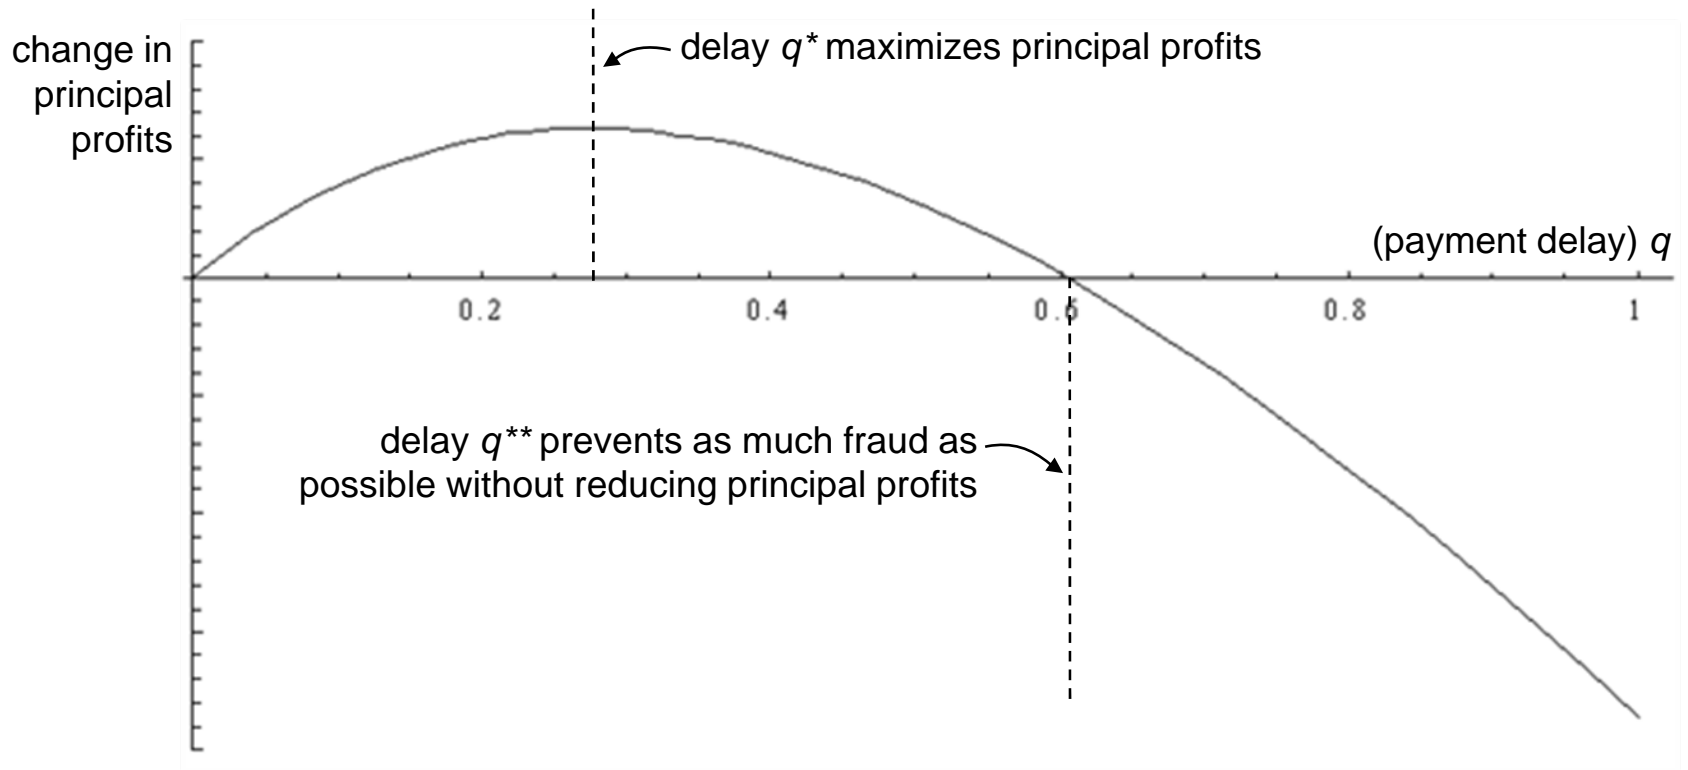 change in
principal
profits
delay q* maximizes principal profits
(payment delay) q
0.2 0.4 0.6 0.8 1
delay q** prevents as much fraud as
possible without reducing principal profits